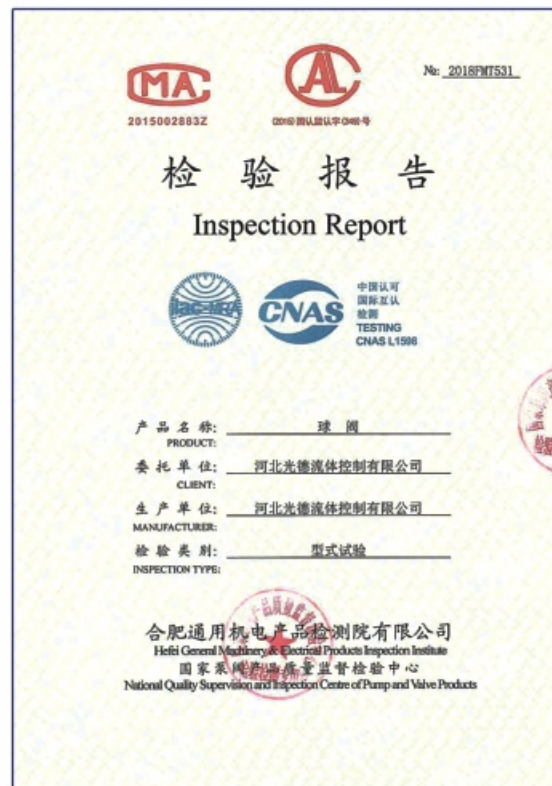 MA
2015002883Z
CAL
№: 2018FM7531
检验报告
Inspection Report
ilac-MRA
CNAS
中国认可
国际互认
检测
TESTING
CNAS L1598
产品名称: 球阀
PRODUCT:
委托单位: 河北光德流体控制有限公司
CLIENT:
生产单位: 河北光德流体控制有限公司
MANUFACTURER:
检验类别: 型式试验
INSPECTION TYPE:
合肥通用机电产品检测院有限公司
Hefei General Machinery & Electrical Products Inspection Institute
国家泵阀产品质量监督检验中心
National Quality Supervision and Inspection Centre of Pump and Valve Products